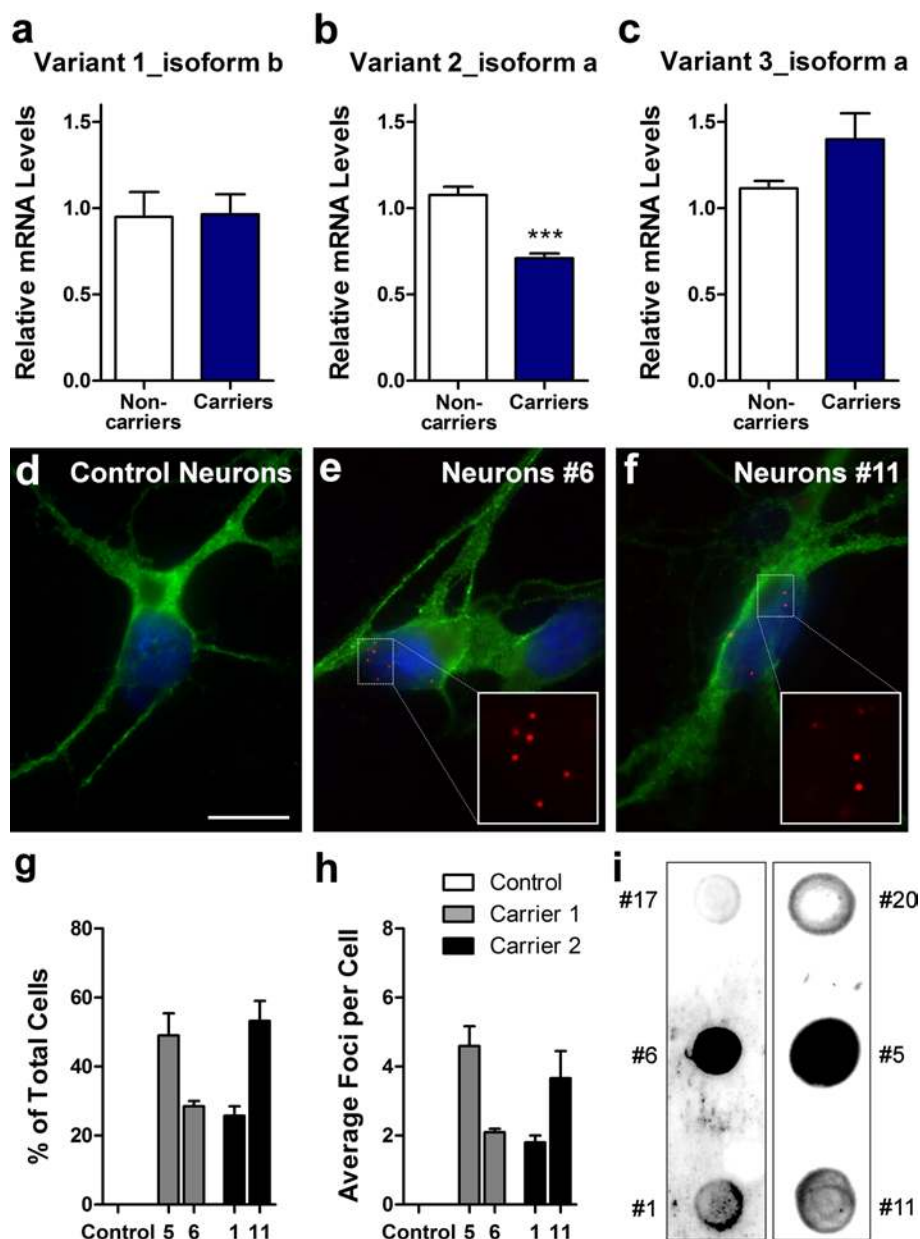 a
Variant 1_isoform b
Relative mRNA Levels
1.5
1.0
0.5
0.0
Non-
carriers
Carriers
b
Variant 2_isoform a
Relative mRNA Levels
1.5
1.0
0.5
0.0
***
Non-
carriers
Carriers
c
Variant 3_isoform a
Relative mRNA Levels
1.5
1.0
0.5
0.0
Non-
carriers
Carriers
d
Control Neurons
e
Neurons #6
f
Neurons #11
g
% of Total Cells
80
60
40
20
0
Control 5 6 1 11
h
Average Foci per Cell
8
6
4
2
0
Control
Carrier 1
Carrier 2
Control 5 6 1 11
i
#17
#20
#6
#5
#1
#11